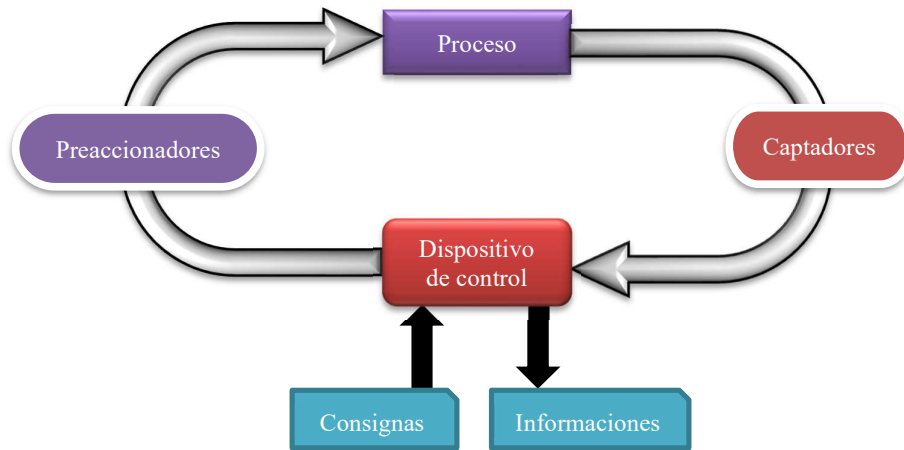 Proceso
Preaccionadores
Captadores
Dispositivo
de control
Consignas
Informaciones